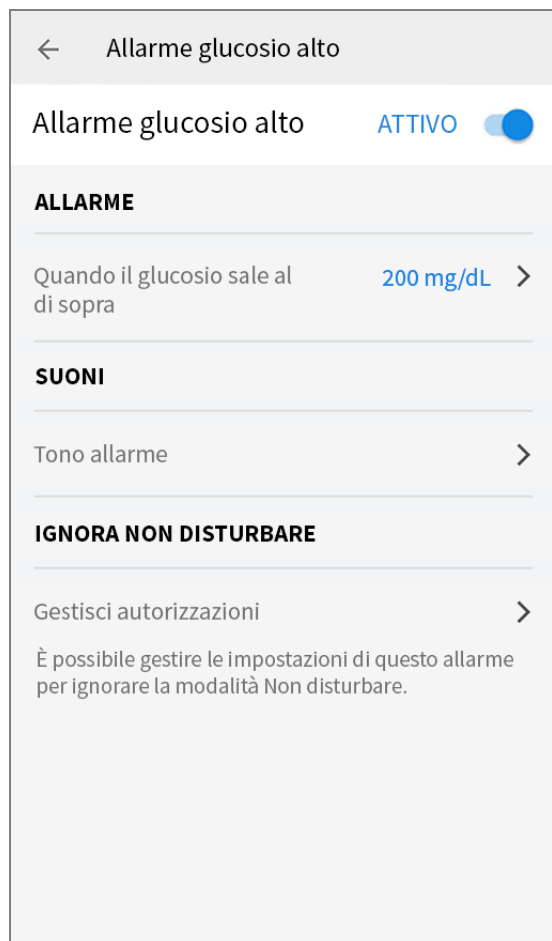 Allarme glucosio alto
Allarme glucosio alto ATTIVO
ALLARME
Quando il glucosio sale al 200 mg/dL
di sopra
SUONI
Tono allarme
IGNORA NON DISTURBARE
Gestisci autorizzazioni
È possibile gestire le impostazioni di questo allarme
per ignorare la modalità Non disturbare.